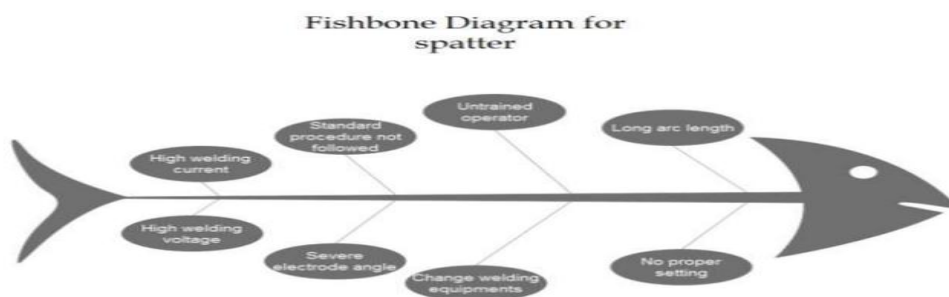 Fishbone Diagram for
spatter
Untrained
operator
Standard
procedure not
followed
Long arc length
High welding
current
High welding
voltage
Severe
electrode angle
Change welding
equipments
No proper
setting